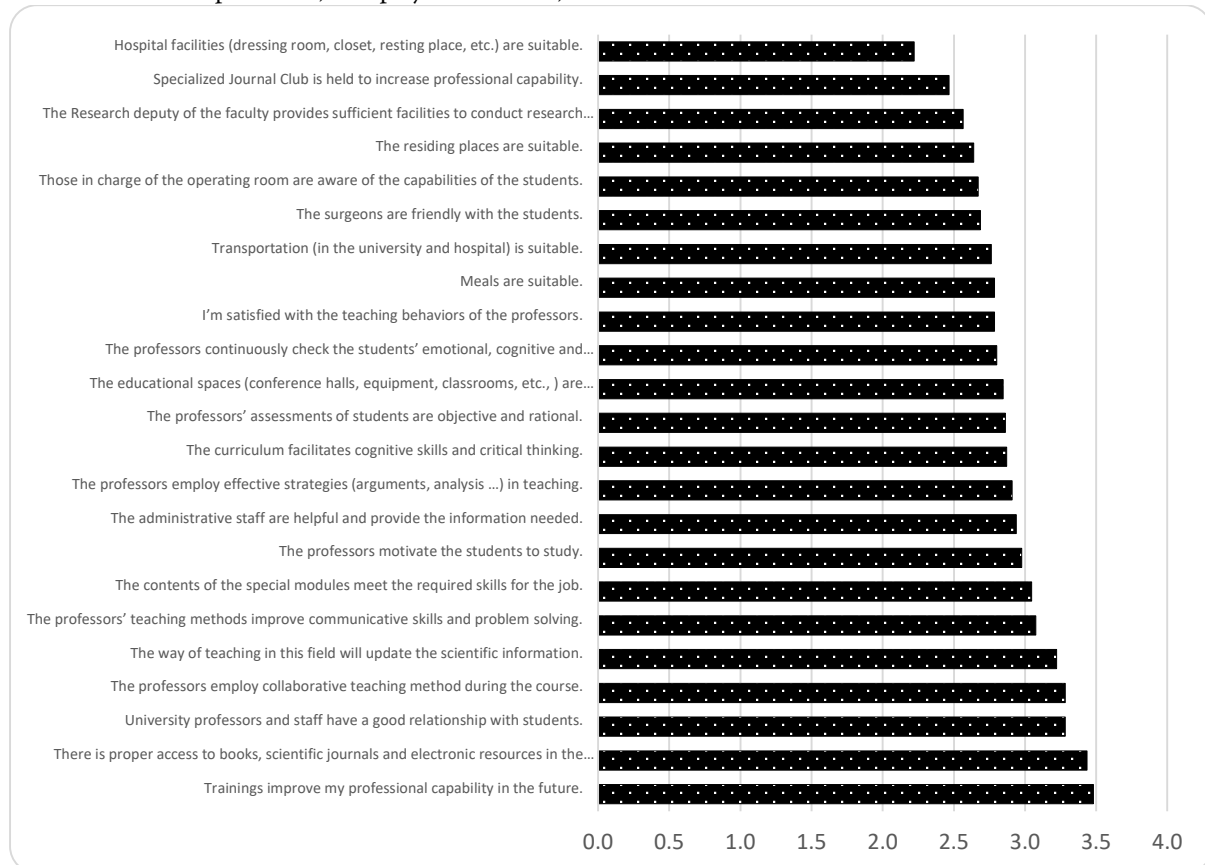 Hospital facilities (dressing room, closet, resting place, etc.) are suitable.
Specialized Journal Club is held to increase professional capability.
The Research deputy of the faculty provides sufficient facilities to conduct research…
The residing places are suitable.
Those in charge of the operating room are aware of the capabilities of the students.
The surgeons are friendly with the students.
Transportation (in the university and hospital) is suitable.
Meals are suitable.
I’m satisfied with the teaching behaviors of the professors.
The professors continuously check the students’ emotional, cognitive and…
The educational spaces (conference halls, equipment, classrooms, etc., ) are…
The professors’ assessments of students are objective and rational.
The curriculum facilitates cognitive skills and critical thinking.
The professors employ effective strategies (arguments, analysis …) in teaching.
The administrative staff are helpful and provide the information needed.
The professors motivate the students to study.
The contents of the special modules meet the required skills for the job.
The professors’ teaching methods improve communicative skills and problem solving.
The way of teaching in this field will update the scientific information.
The professors employ collaborative teaching method during the course.
University professors and staff have a good relationship with students.
There is proper access to books, scientific journals and electronic resources in the…
Trainings improve my professional capability in the future.
0.0 0.5 1.0 1.5 2.0 2.5 3.0 3.5 4.0